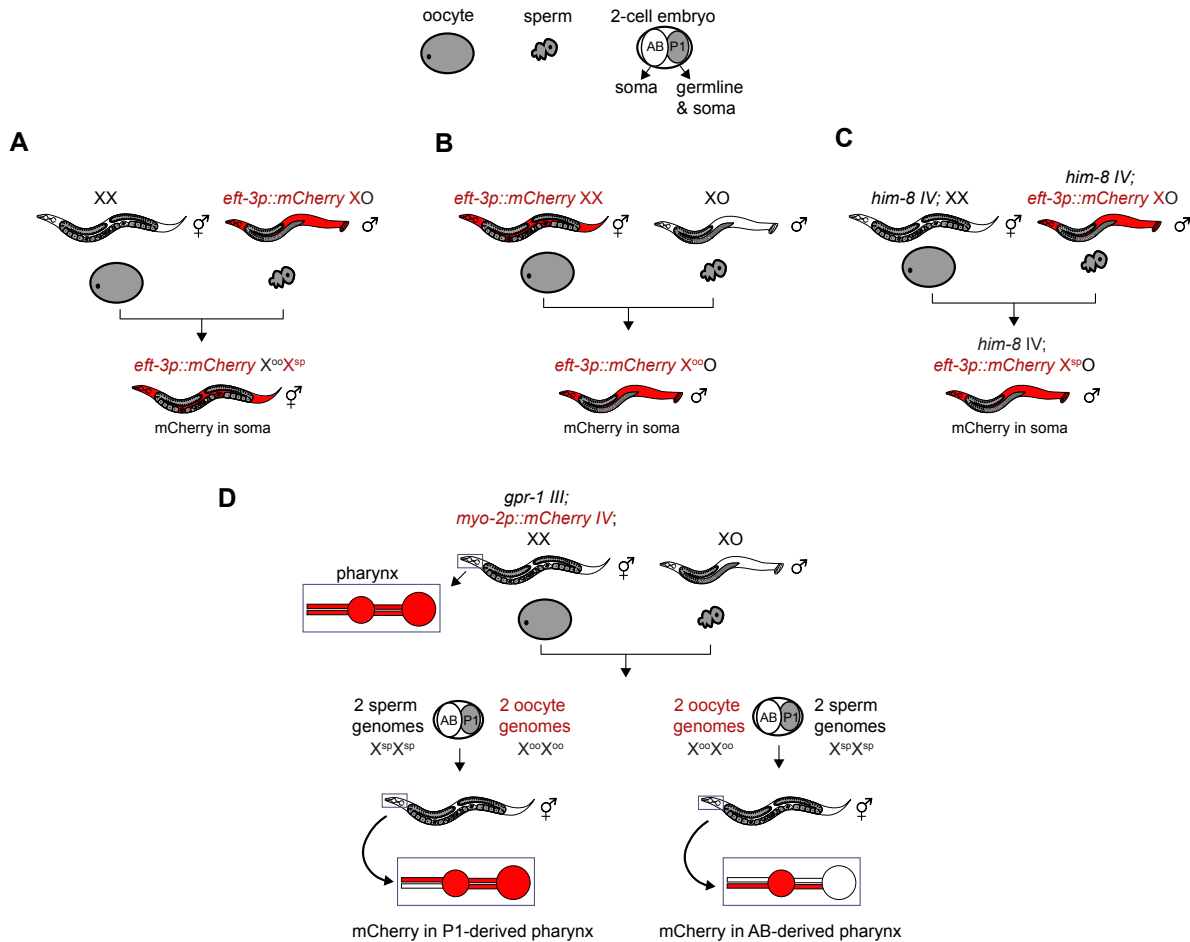 oocyte
sperm
2-cell embryo
AB
P1
soma
germline
& soma
A
XX
eft-3p::mCherry XO
⚥
♂
eft-3p::mCherry XᵒᵒXˢᵖ
⚥
mCherry in soma
B
eft-3p::mCherry XX
XO
⚥
♂
eft-3p::mCherry XᵒᵒO
♂
mCherry in soma
C
him-8 IV; XX
him-8 IV;
eft-3p::mCherry XO
⚥
♂
him-8 IV;
eft-3p::mCherry XˢᵖO
♂
mCherry in soma
D
gpr-1 III;
myo-2p::mCherry IV;
XX
XO
⚥
♂
pharynx
2 sperm
genomes
XˢᵖXˢᵖ
AB
P1
2 oocyte
genomes
XᵒᵒXᵒᵒ
⚥
mCherry in P1-derived pharynx
2 oocyte
genomes
XᵒᵒXᵒᵒ
AB
P1
2 sperm
genomes
XˢᵖXˢᵖ
⚥
mCherry in AB-derived pharynx